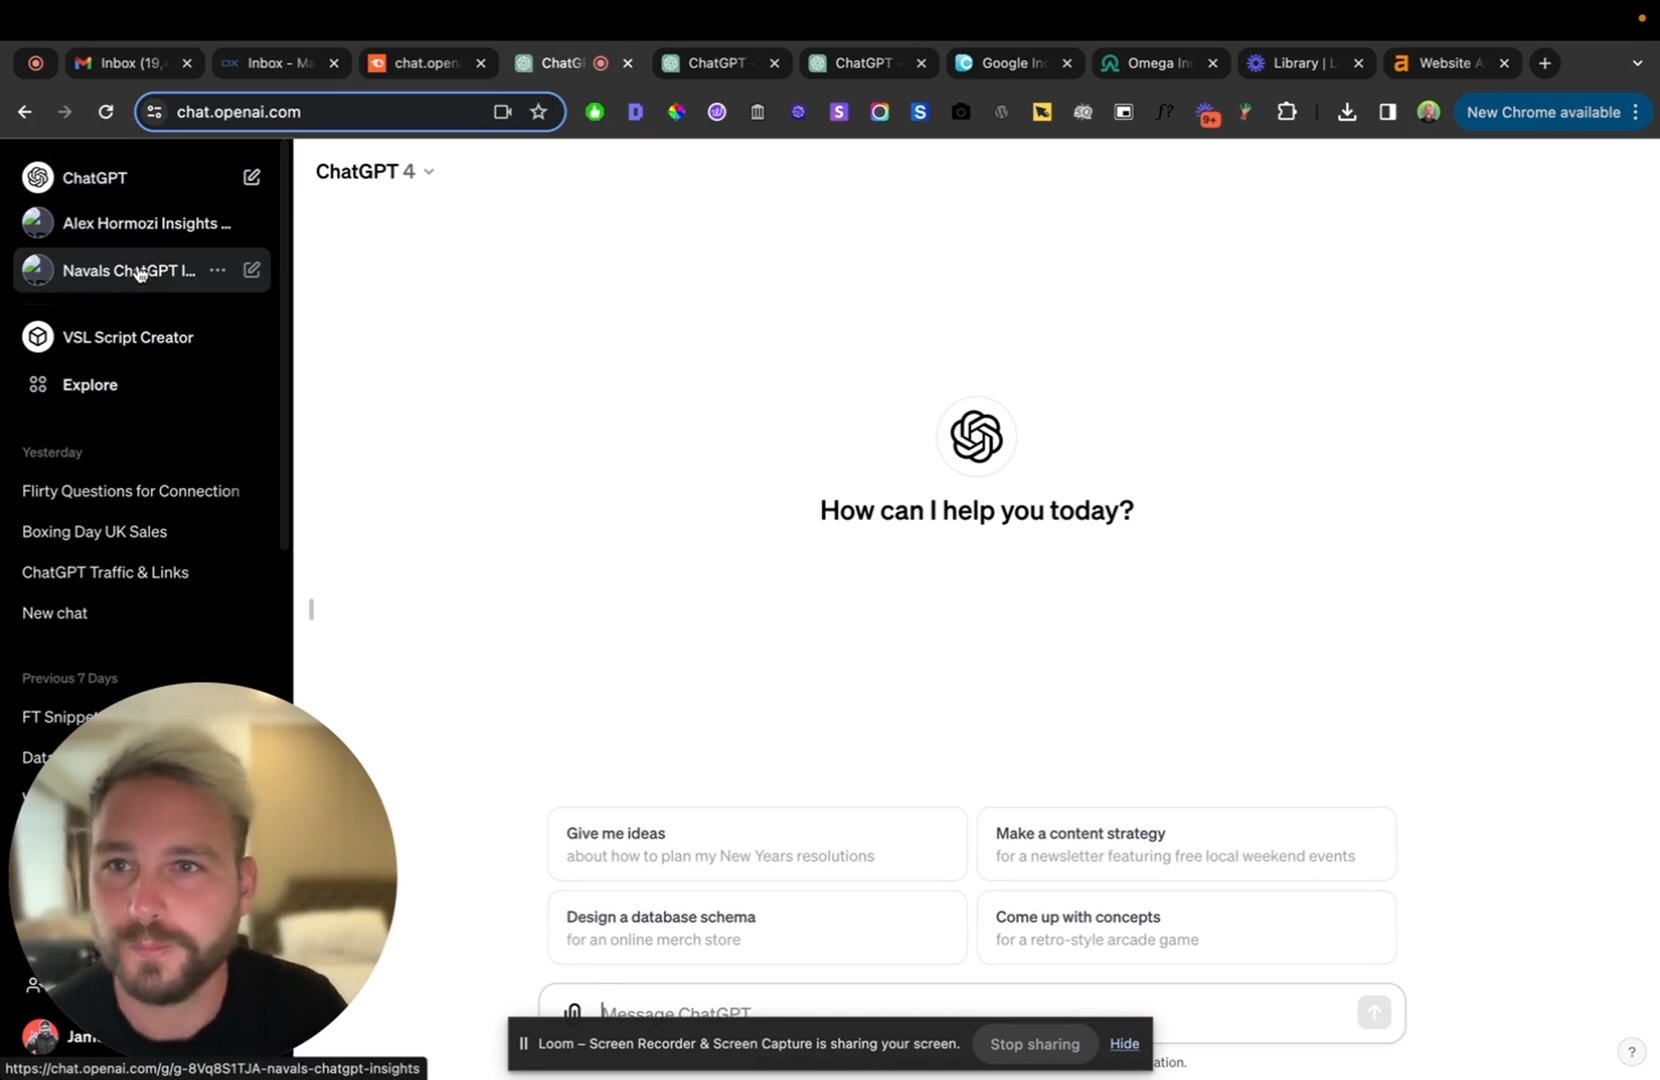 Inbox (19,
Inbox - Ma
chat.open
ChatG
ChatGPT
ChatGPT
Google In
Omega In
Library | L
Website A
chat.openai.com
9+
New Chrome available
ChatGPT
Alex Hormozi Insights ...
Navals ChatGPT I...
VSL Script Creator
Explore
Yesterday
Flirty Questions for Connection
Boxing Day UK Sales
ChatGPT Traffic & Links
New chat
Previous 7 Days
FT Snippe
Data
Jam
https://chat.openai.com/g/g-8Vq8S1TJA-navals-chatgpt-insights
ChatGPT 4
How can I help you today?
Give me ideas
about how to plan my New Years resolutions
Make a content strategy
for a newsletter featuring free local weekend events
Design a database schema
for an online merch store
Come up with concepts
for a retro-style arcade game
Message ChatGPT
Loom – Screen Recorder & Screen Capture is sharing your screen.
Stop sharing
Hide
ation.
?